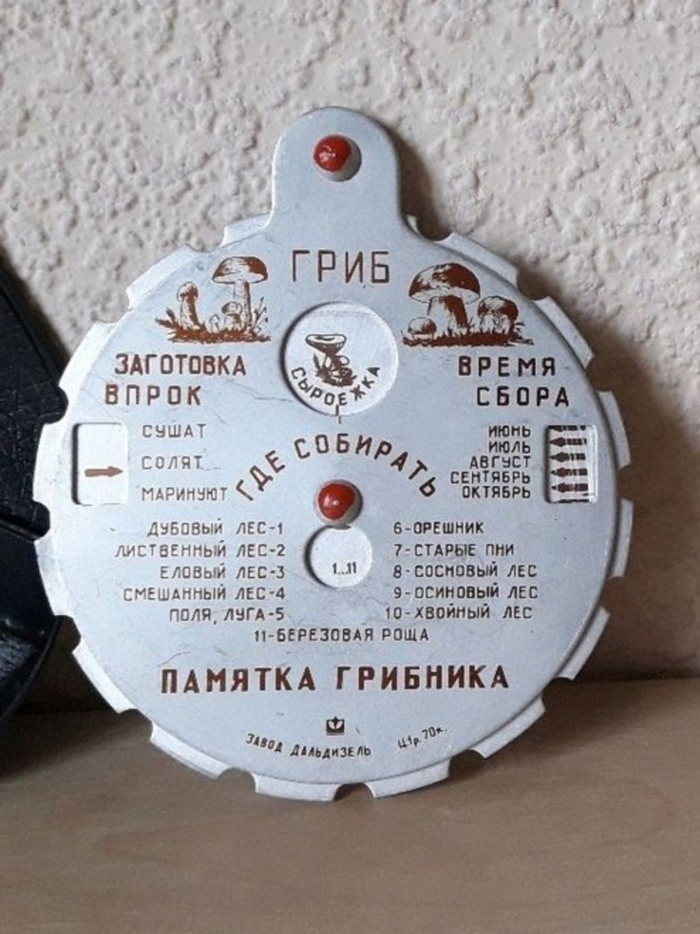 ГРИБ
СЫРОЕЖКА
ЗАГОТОВКА
ВПРОК
ВРЕМЯ
СБОРА
СУШАТ
СОЛЯТ
МАРИНУЮТ
ГДЕ СОБИРАТЬ
ИЮНЬ
ИЮЛЬ
АВГУСТ
СЕНТЯБРЬ
ОКТЯБРЬ
1...11
ДУБОВЫЙ ЛЕС-1
ЛИСТВЕННЫЙ ЛЕС-2
ЕЛОВЫЙ ЛЕС-3
СМЕШАННЫЙ ЛЕС-4
ПОЛЯ, ЛУГА-5
6-ОРЕШНИК
7-СТАРЫЕ ПНИ
8-СОСНОВЫЙ ЛЕС
9-ОСИНОВЫЙ ЛЕС
10-ХВОЙНЫЙ ЛЕС
11-БЕРЕЗОВАЯ РОЩА
ПАМЯТКА ГРИБНИКА
ЗАВОД ДАЛЬДИЗЕЛЬ Ц.1р.70к.